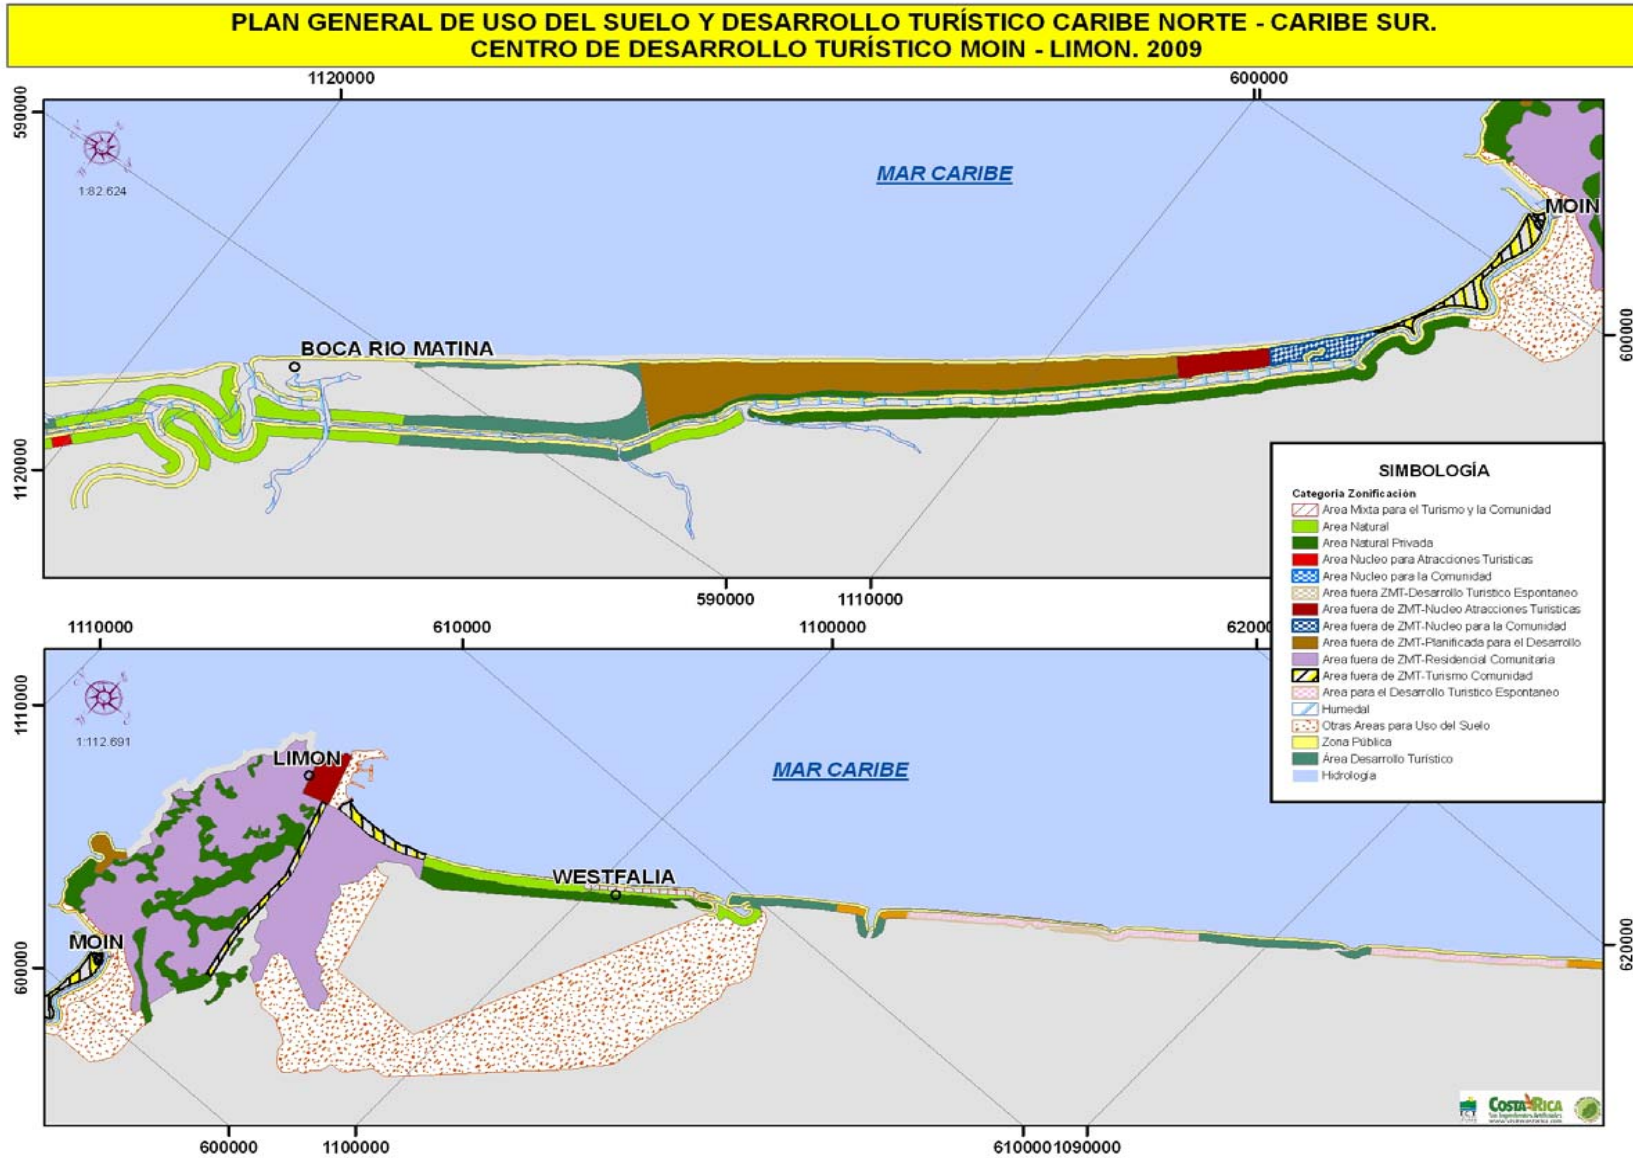 PLAN GENERAL DE USO DEL SUELO Y DESARROLLO TURÍSTICO CARIBE NORTE - CARIBE SUR.
CENTRO DE DESARROLLO TURÍSTICO MOIN - LIMON. 2009
1120000
600000
590000
1:82.624
MAR CARIBE
MOIN
BOCA RIO MATINA
600000
1120000
590000
1110000
SIMBOLOGÍA
Categoria Zonificación
Area Mixta para el Turismo y la Comunidad
Area Natural
Area Natural Privada
Area Nucleo para Atracciones Turisticas
Area Nucleo para la Comunidad
Area fuera ZMT-Desarrollo Turistico Espontaneo
Area fuera de ZMT-Nucleo Atracciones Turisticas
Area fuera de ZMT-Nucleo para la Comunidad
Area fuera de ZMT-Planificada para el Desarrollo
Area fuera de ZMT-Residencial Comunitaria
Area fuera de ZMT-Turismo Comunidad
Area para el Desarrollo Turistico Espontaneo
Humedal
Otras Areas para Uso del Suelo
Zona Pública
Área Desarrollo Turístico
Hidrología
1110000
610000
1100000
62000
1110000
1:112.691
LIMON
MAR CARIBE
WESTFALIA
MOIN
600000
620000
ICT
COSTA RICA
600000
1100000
610000
1090000